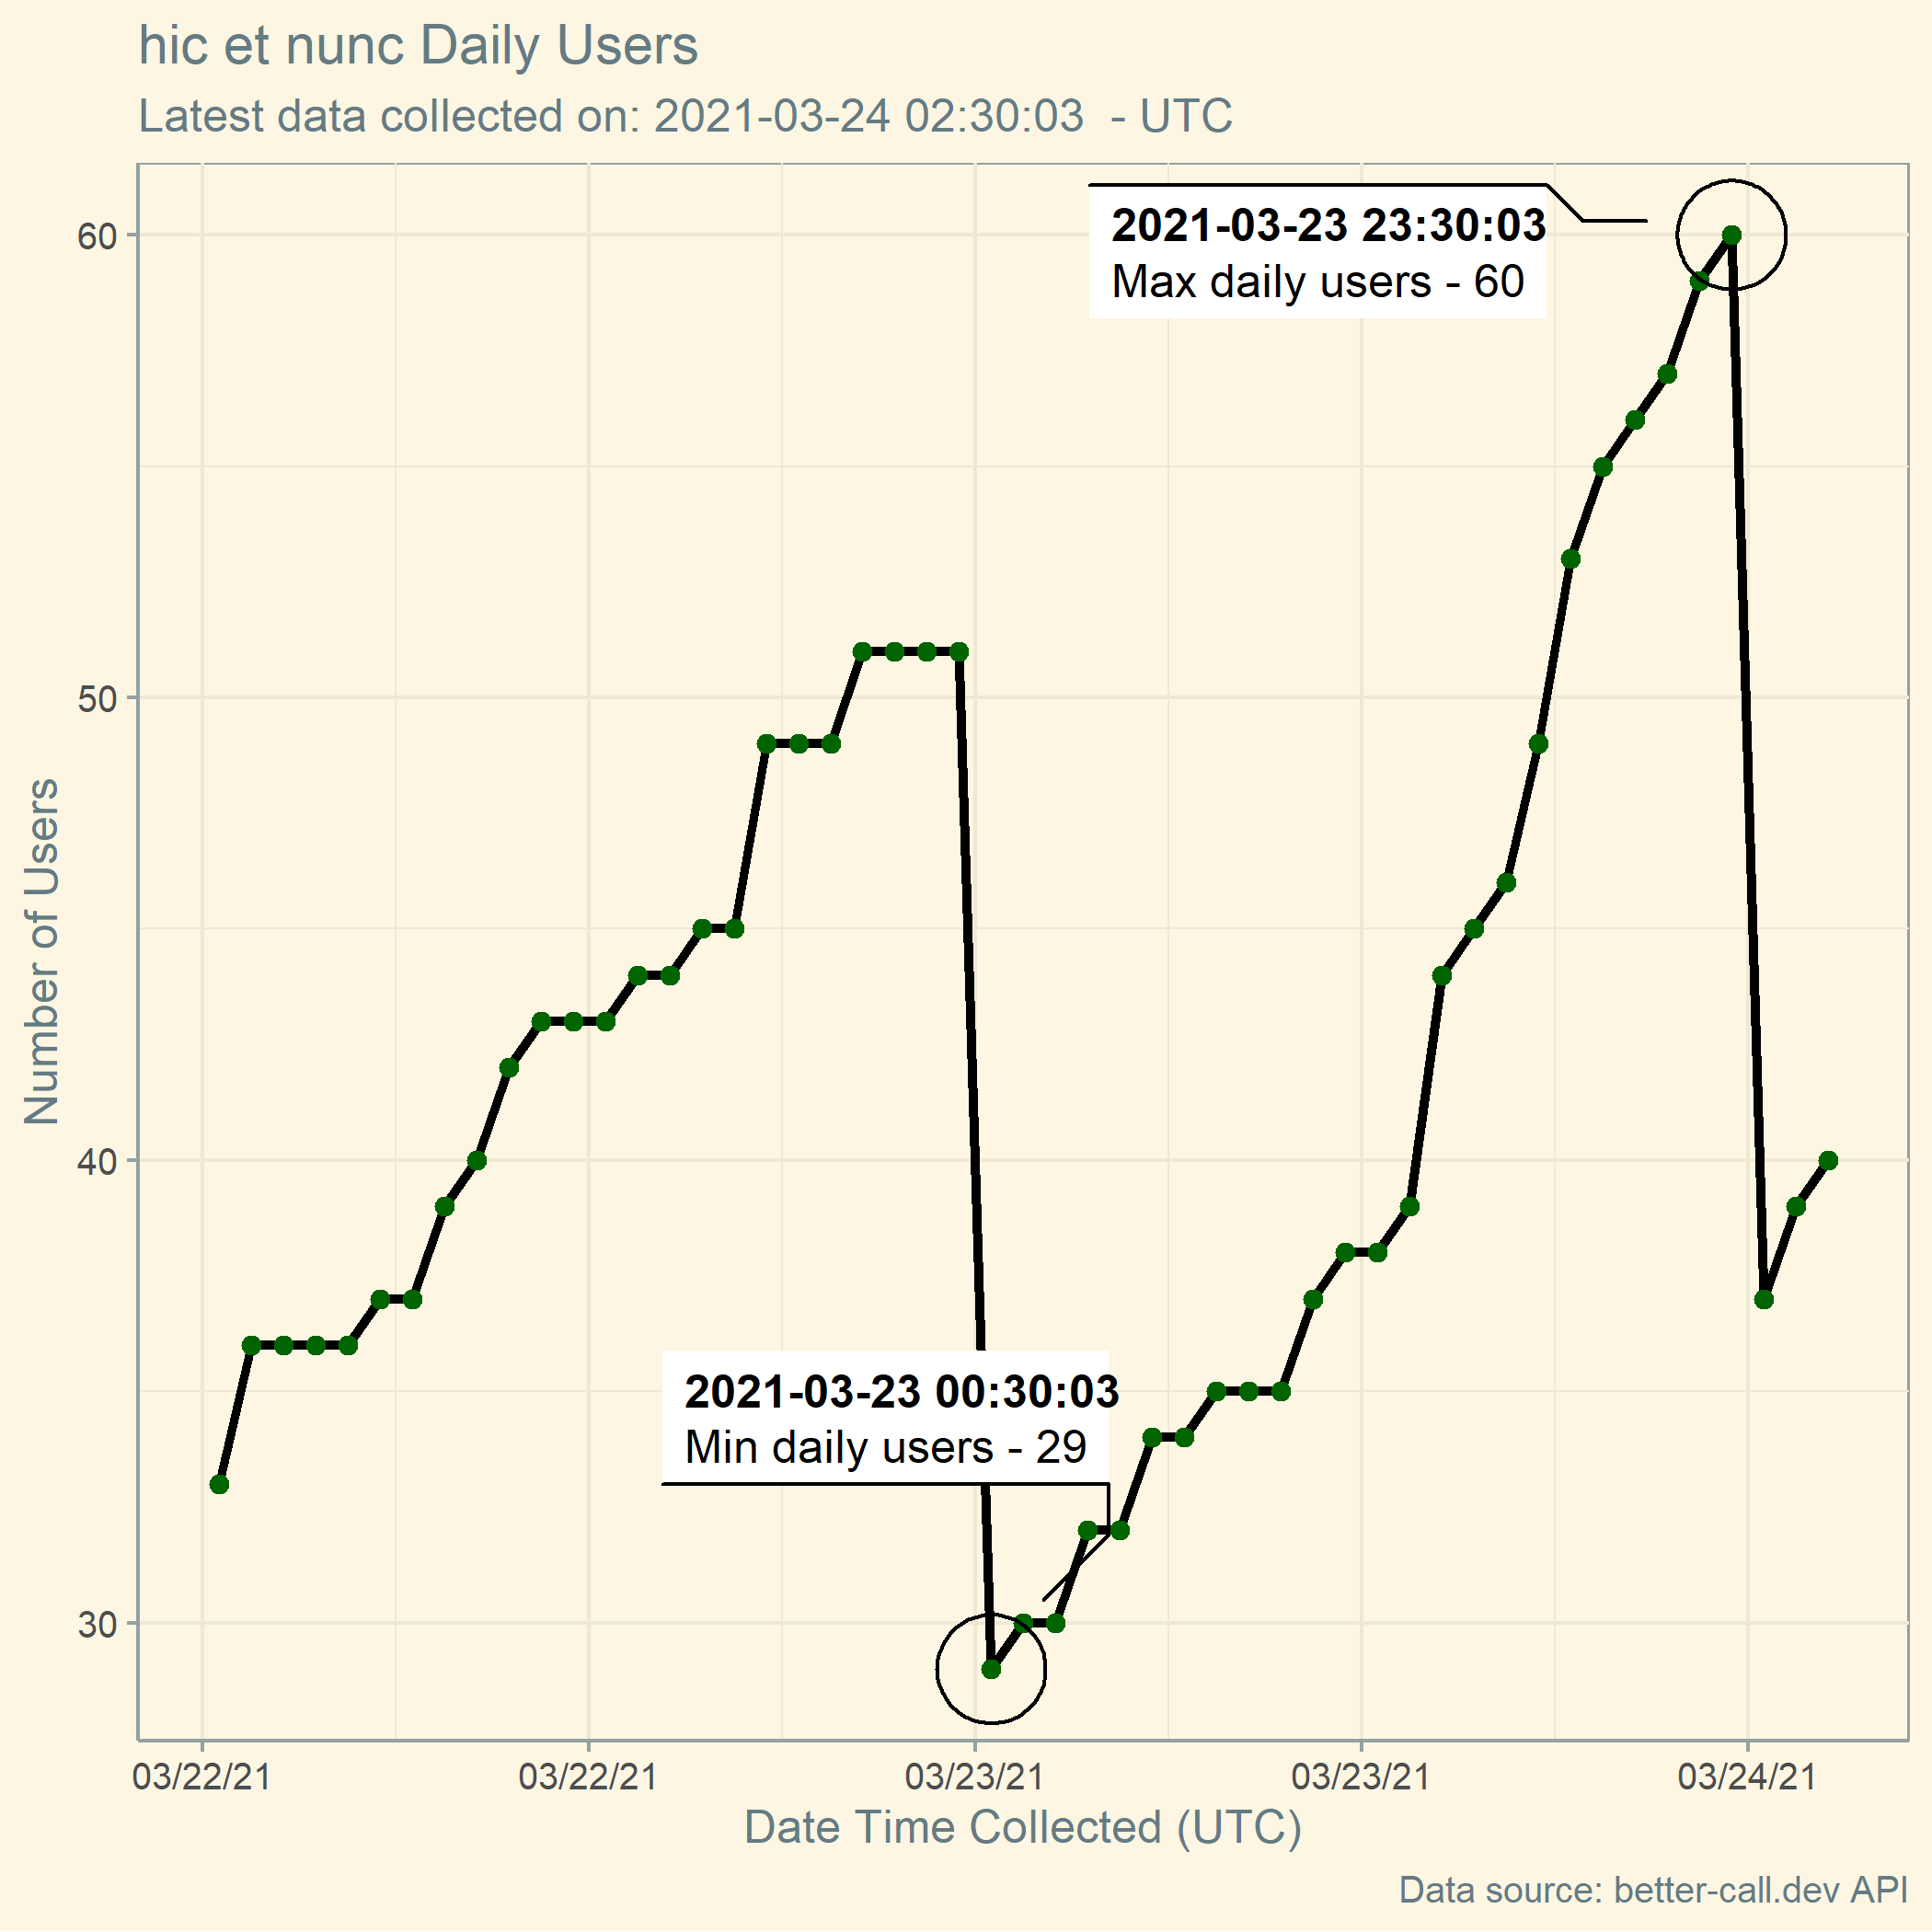 hic et nunc Daily Users
Latest data collected on: 2021-03-24 02:30:03  - UTC
2021-03-23 23:30:03
Max daily users - 60
2021-03-23 00:30:03
Min daily users - 29
Number of Users
60
50
40
30
03/22/21 03/22/21 03/23/21 03/23/21 03/24/21
Date Time Collected (UTC)
Data source: better-call.dev API